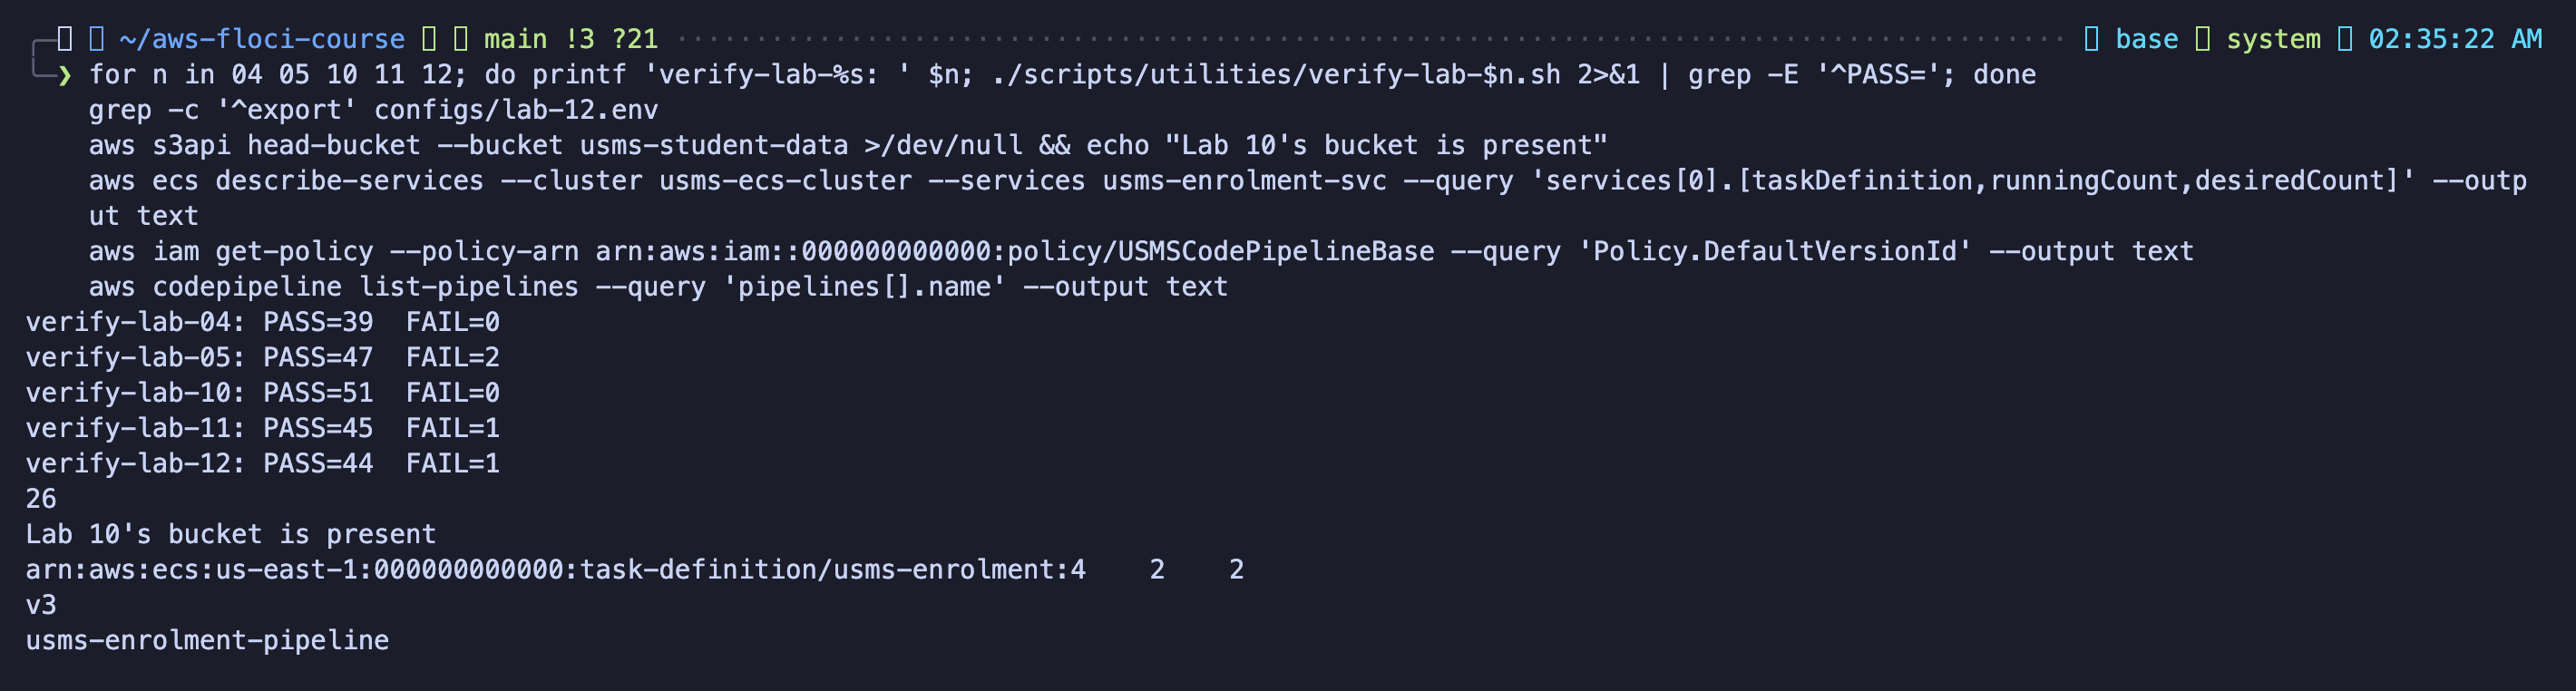 ~/aws-floci-course main !3 ?21 base system 02:35:22 AM
❯ for n in 04 05 10 11 12; do printf 'verify-lab-%s: ' $n; ./scripts/utilities/verify-lab-$n.sh 2>&1 | grep -E '^PASS='; done
grep -c '^export' configs/lab-12.env
aws s3api head-bucket --bucket usms-student-data >/dev/null && echo "Lab 10's bucket is present"
aws ecs describe-services --cluster usms-ecs-cluster --services usms-enrolment-svc --query 'services[0].[taskDefinition,runningCount,desiredCount]' --outp
ut text
aws iam get-policy --policy-arn arn:aws:iam::000000000000:policy/USMSCodePipelineBase --query 'Policy.DefaultVersionId' --output text
aws codepipeline list-pipelines --query 'pipelines[].name' --output text
verify-lab-04: PASS=39  FAIL=0
verify-lab-05: PASS=47  FAIL=2
verify-lab-10: PASS=51  FAIL=0
verify-lab-11: PASS=45  FAIL=1
verify-lab-12: PASS=44  FAIL=1
26
Lab 10's bucket is present
arn:aws:ecs:us-east-1:000000000000:task-definition/usms-enrolment:4    2    2
v3
usms-enrolment-pipeline